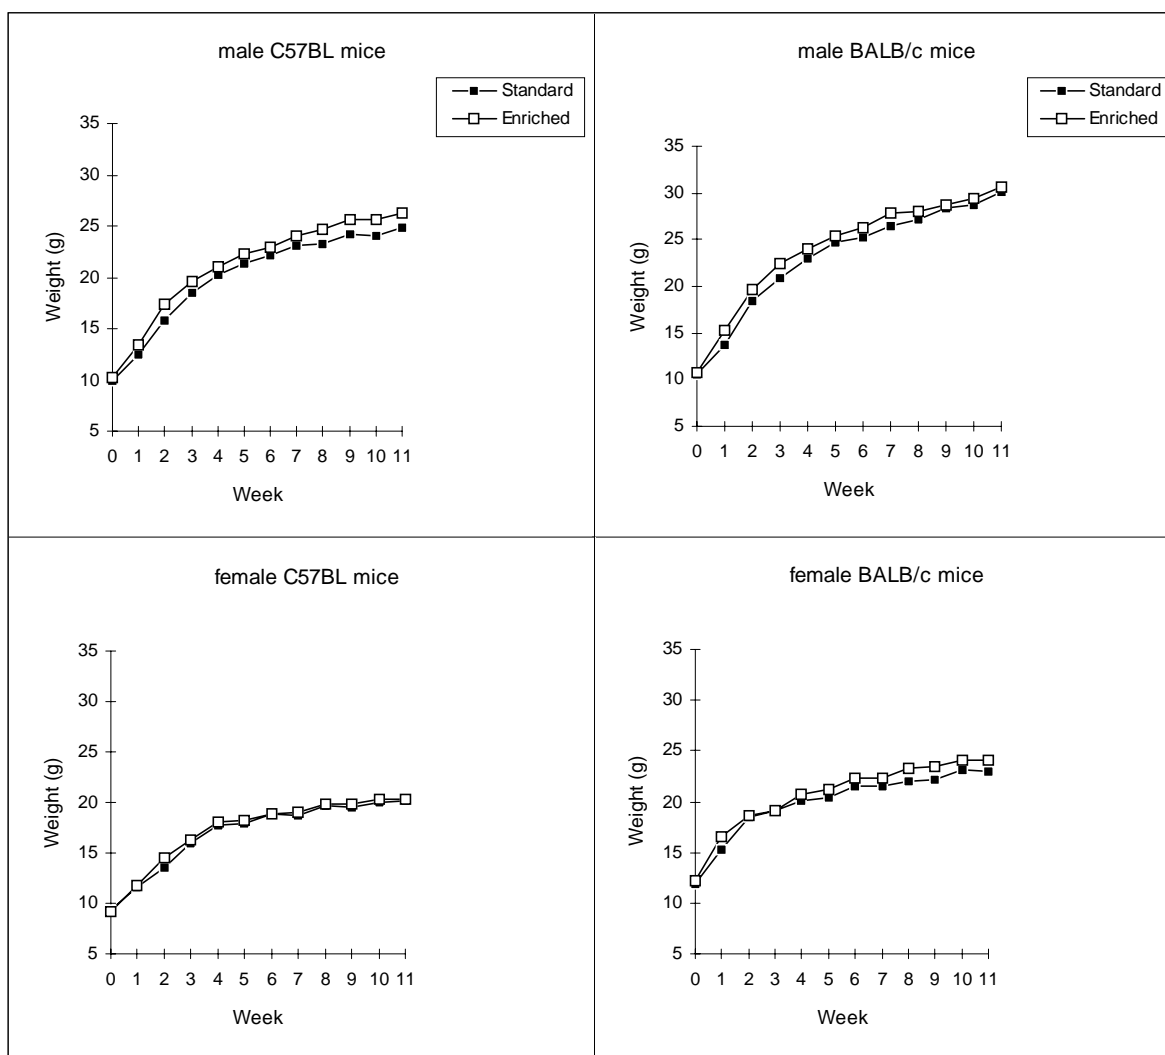 male C57BL mice
Standard
Enriched
35
30
25
20
15
10
5
Weight (g)
0 1 2 3 4 5 6 7 8 9 10 11
Week
male BALB/c mice
Standard
Enriched
35
30
25
20
15
10
5
Weight (g)
0 1 2 3 4 5 6 7 8 9 10 11
Week
female C57BL mice
35
30
25
20
15
10
5
Weight (g)
0 1 2 3 4 5 6 7 8 9 10 11
Week
female BALB/c mice
35
30
25
20
15
10
5
Weight (g)
0 1 2 3 4 5 6 7 8 9 10 11
Week